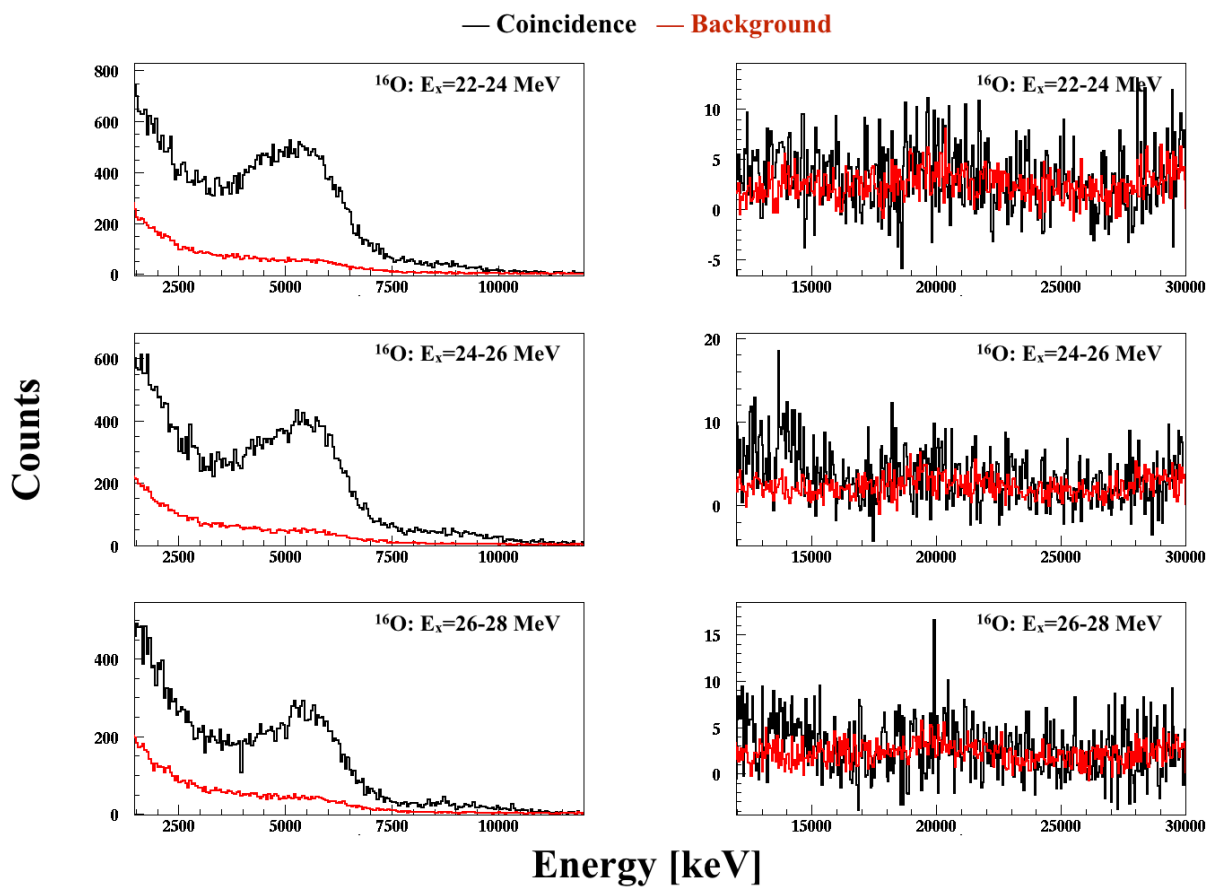 — Coincidence — Background
¹⁶O: Eₓ=22-24 MeV
800
600
400
200
0
2500 5000 7500 10000
¹⁶O: Eₓ=22-24 MeV
10
5
0
-5
15000 20000 25000 30000
¹⁶O: Eₓ=24-26 MeV
600
400
200
0
2500 5000 7500 10000
¹⁶O: Eₓ=24-26 MeV
20
10
0
15000 20000 25000 30000
¹⁶O: Eₓ=26-28 MeV
400
200
0
2500 5000 7500 10000
¹⁶O: Eₓ=26-28 MeV
15
10
5
0
15000 20000 25000 30000
Counts
Energy [keV]